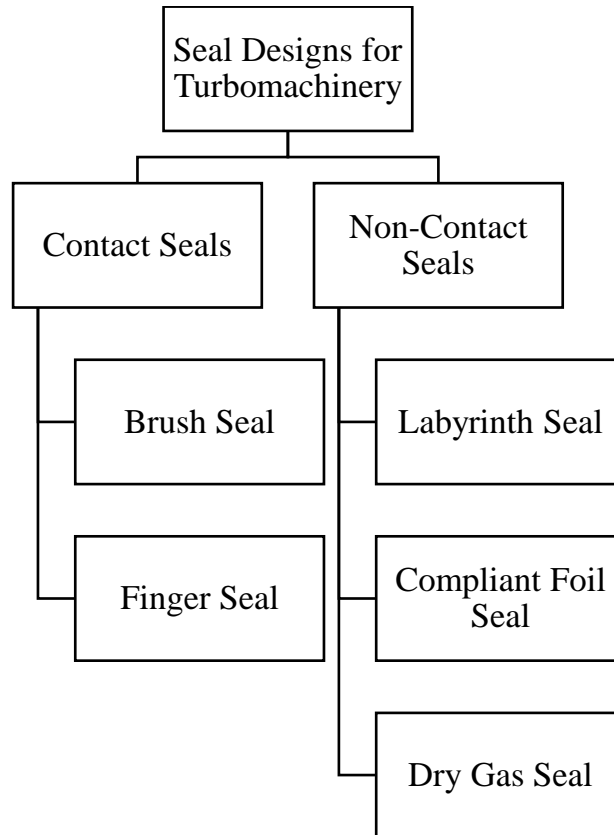 Seal Designs for
Turbomachinery
Contact Seals
Non-Contact
Seals
Brush Seal
Labyrinth Seal
Finger Seal
Compliant Foil
Seal
Dry Gas Seal